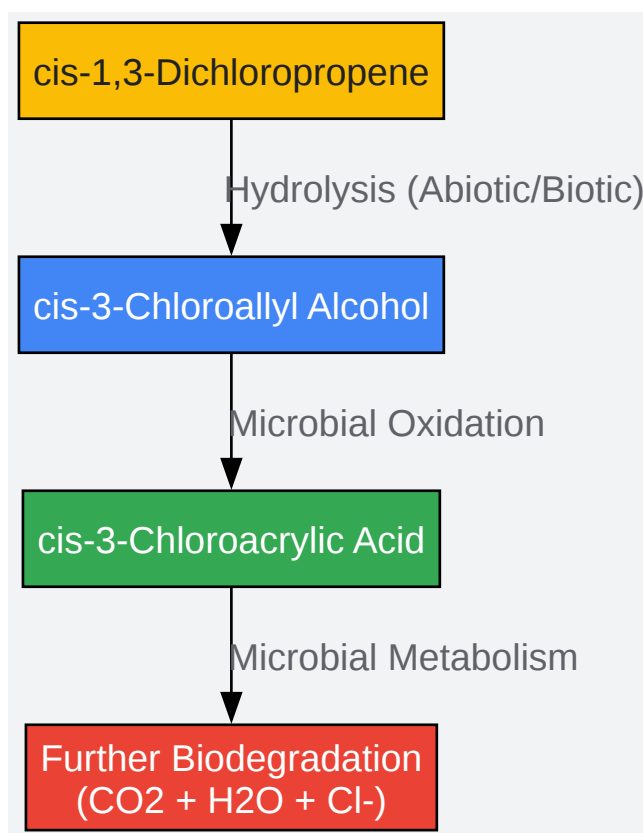 cis-1,3-Dichloropropene
Hydrolysis (Abiotic/Biotic)
cis-3-Chloroallyl Alcohol
Microbial Oxidation
cis-3-Chloroacrylic Acid
Microbial Metabolism
Further Biodegradation
(CO2 + H2O + Cl-)